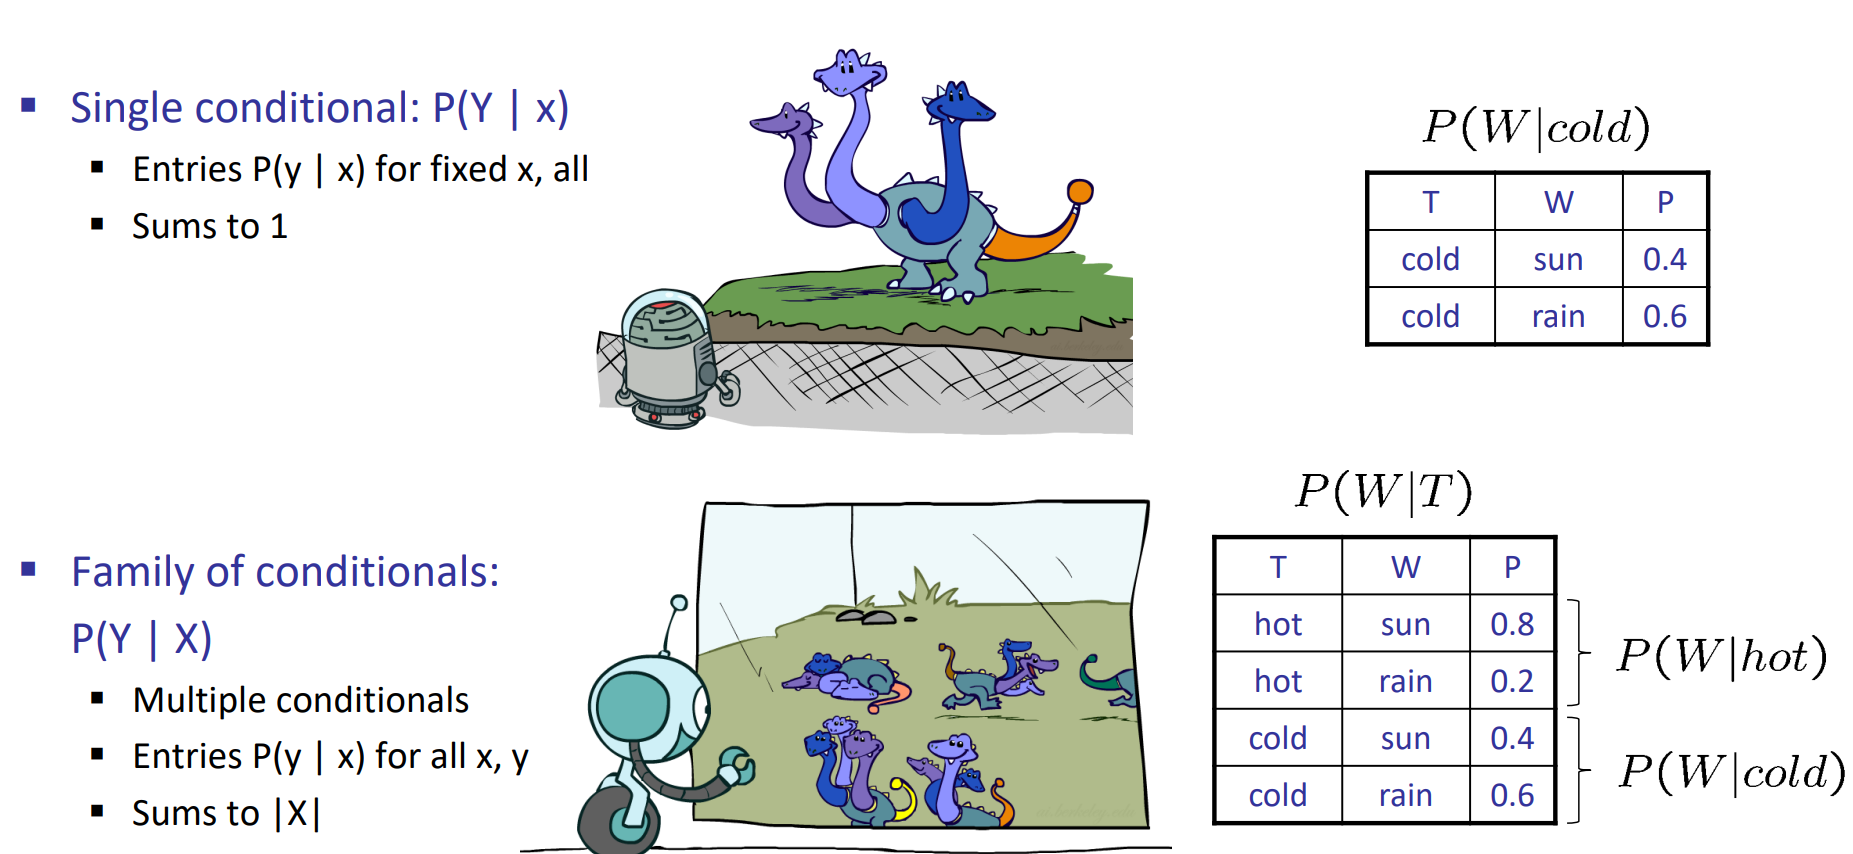 Single conditional: P(Y | x)
Entries P(y | x) for fixed x, all
Sums to 1
P(W|cold)
T W P
cold sun 0.4
cold rain 0.6
Family of conditionals:
P(Y | X)
Multiple conditionals
Entries P(y | x) for all x, y
Sums to |X|
P(W|T)
T W P
hot sun 0.8
hot rain 0.2
cold sun 0.4
cold rain 0.6
P(W|hot)
P(W|cold)